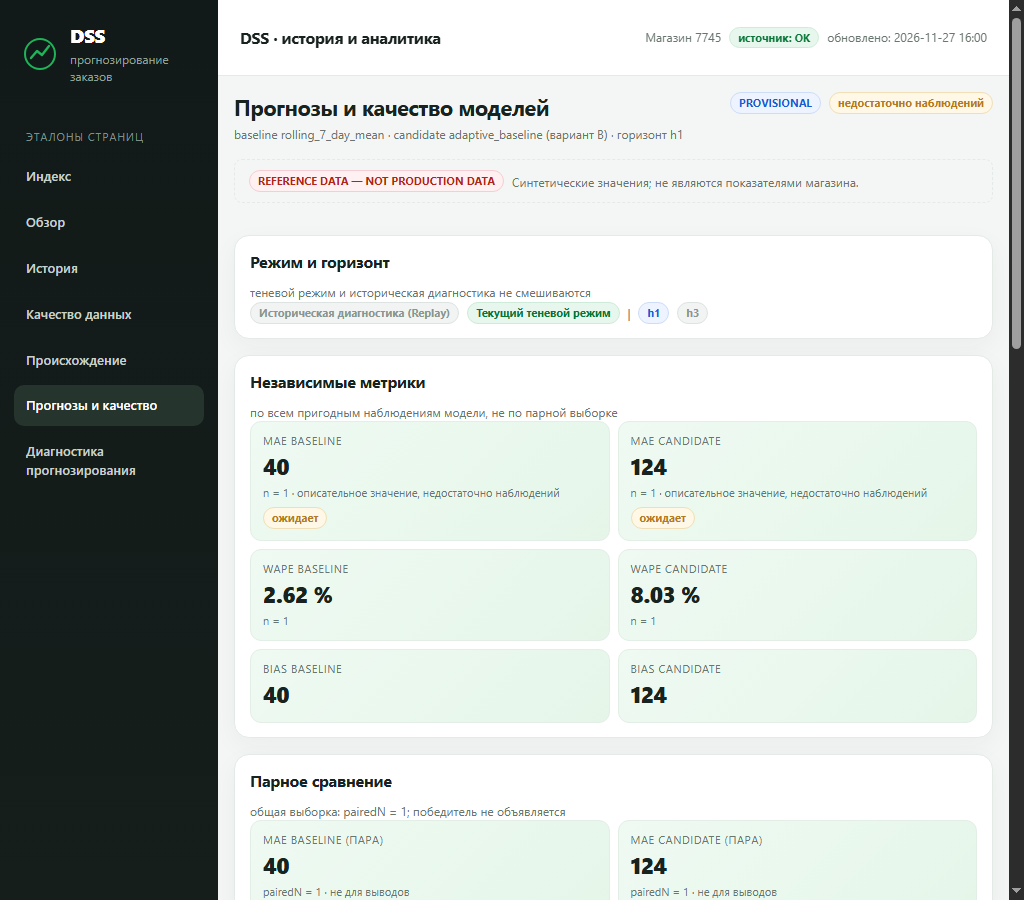 DSS
прогнозирование
заказов
ЭТАЛОНЫ СТРАНИЦ
Индекс
Обзор
История
Качество данных
Происхождение
Прогнозы и качество
Диагностика
прогнозирования
DSS · история и аналитика
Магазин 7745 источник: OK обновлено: 2026-11-27 16:00
Прогнозы и качество моделей
PROVISIONAL недостаточно наблюдений
baseline rolling_7_day_mean · candidate adaptive_baseline (вариант B) · горизонт h1
REFERENCE DATA — NOT PRODUCTION DATA Синтетические значения; не являются показателями магазина.
Режим и горизонт
теневой режим и историческая диагностика не смешиваются
Историческая диагностика (Replay) Текущий теневой режим | h1 h3
Независимые метрики
по всем пригодным наблюдениям модели, не по парной выборке
MAE BASELINE
40
n = 1 · описательное значение, недостаточно наблюдений
ожидает
MAE CANDIDATE
124
n = 1 · описательное значение, недостаточно наблюдений
ожидает
WAPE BASELINE
2.62 %
n = 1
WAPE CANDIDATE
8.03 %
n = 1
BIAS BASELINE
40
BIAS CANDIDATE
124
Парное сравнение
общая выборка: pairedN = 1; победитель не объявляется
MAE BASELINE (ПАРА)
40
pairedN = 1 · не для выводов
MAE CANDIDATE (ПАРА)
124
pairedN = 1 · не для выводов